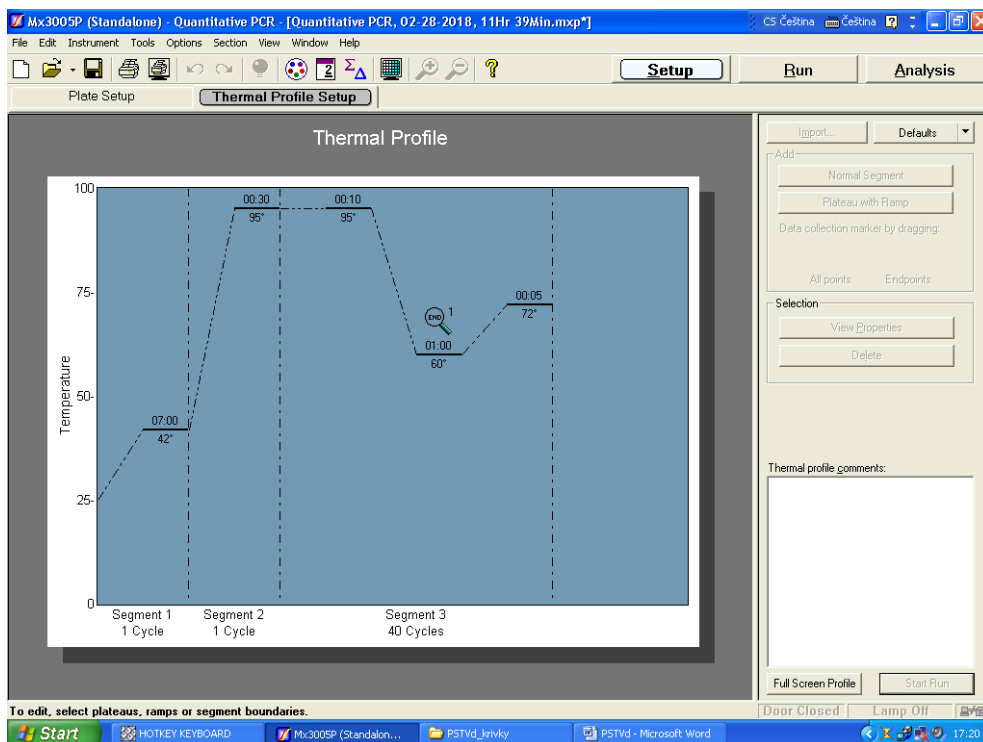 Mx3005P (Standalone) - Quantitative PCR - [Quantitative PCR, 02-28-2018, 11Hr 39Min.mxp*]
CS Čeština Čeština
File Edit Instrument Tools Options Section View Window Help
Setup Run Analysis
Plate Setup Thermal Profile Setup
Thermal Profile
Import... Defaults
Add
Normal Segment
Plateau with Ramp
Data collection marker by dragging:
All points: Endpoints:
Selection
View Properties
Delete
Thermal profile comments:
Full Screen Profile Start Run
Temperature
100
75-
50-
25-
0
07:00
42°
00:30
95°
00:10
95°
END 1
01:00
60°
00:05
72°
Segment 1 Segment 2 Segment 3
1 Cycle 1 Cycle 40 Cycles
To edit, select plateaus, ramps or segment boundaries.
Door Closed Lamp Off
Start HOTKEY KEYBOARD Mx3005P (Standalon... PSTVd_krivky PSTVd - Microsoft Word 17:20